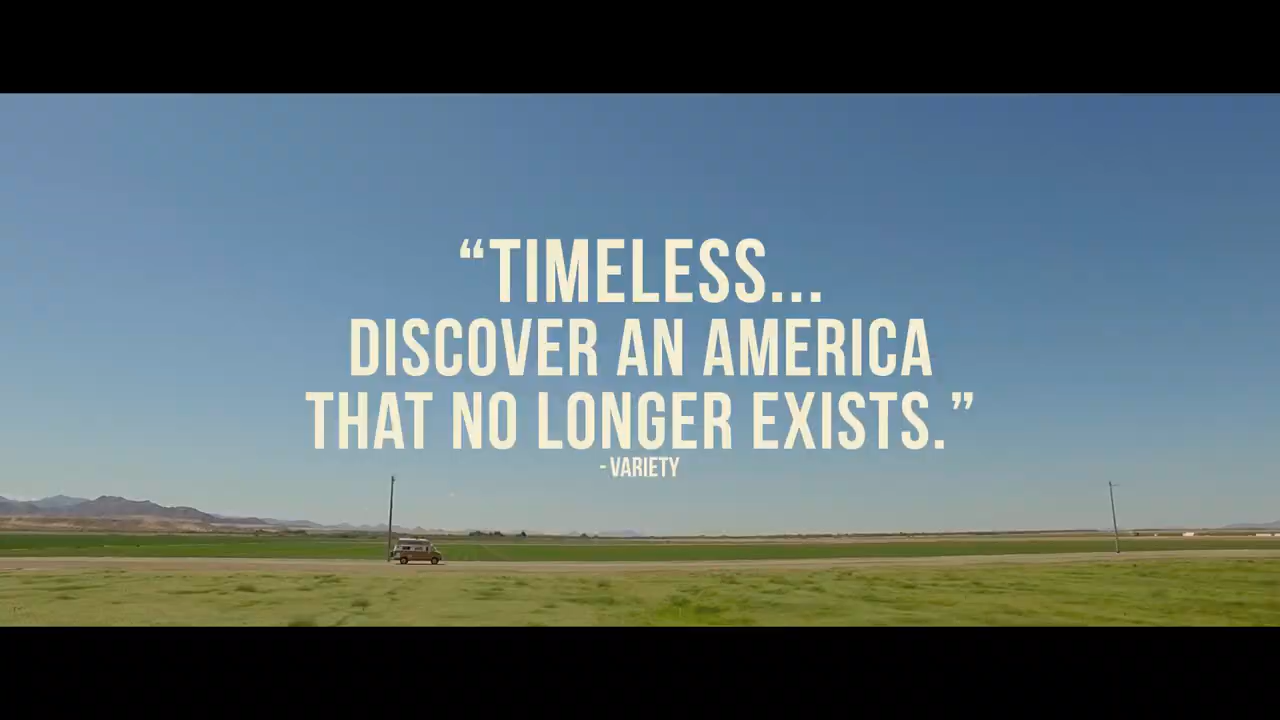 “TIMELESS...
DISCOVER AN AMERICA
THAT NO LONGER EXISTS.”
- VARIETY